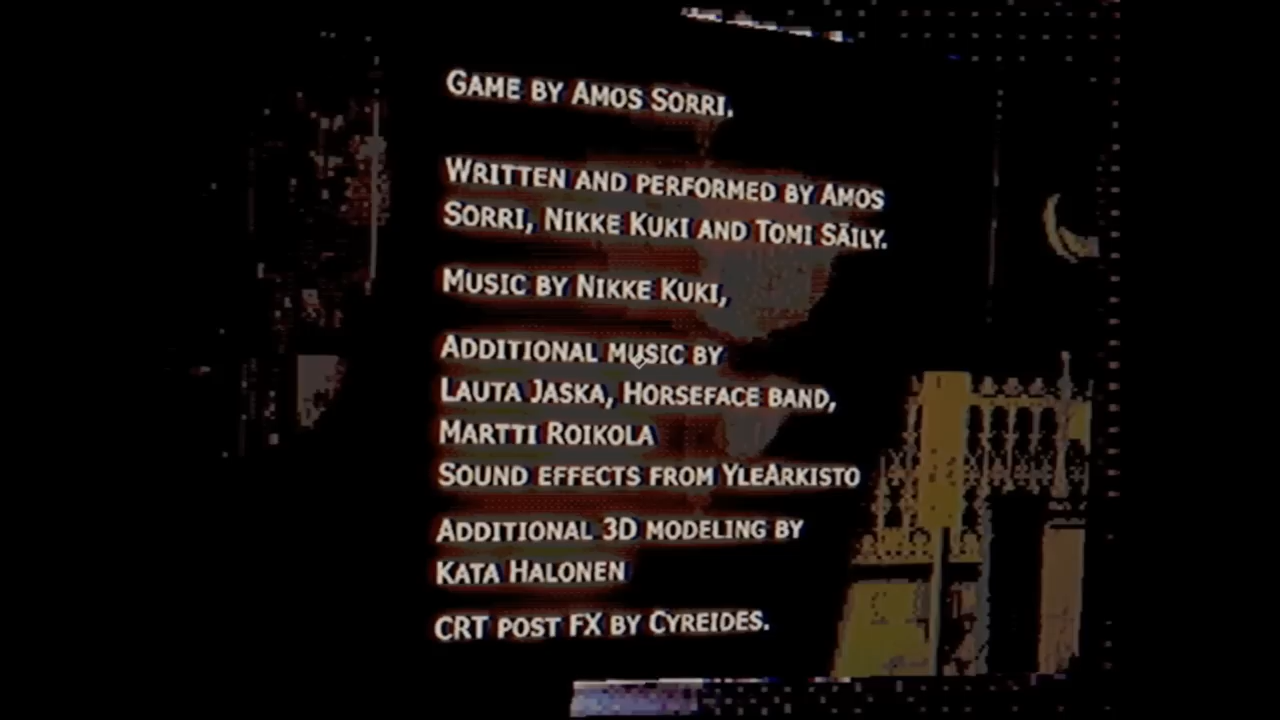 GAME BY AMOS SORRI.
WRITTEN AND PERFORMED BY AMOS
SORRI, NIKKE KUKI AND TOMI SÄILY.
MUSIC BY NIKKE KUKI,
ADDITIONAL MUSIC BY
LAUTA JASKA, HORSEFACE BAND,
MARTTI ROIKOLA
SOUND EFFECTS FROM YLEARKISTO
ADDITIONAL 3D MODELING BY
KATA HALONEN
CRT POST FX BY CYREIDES.